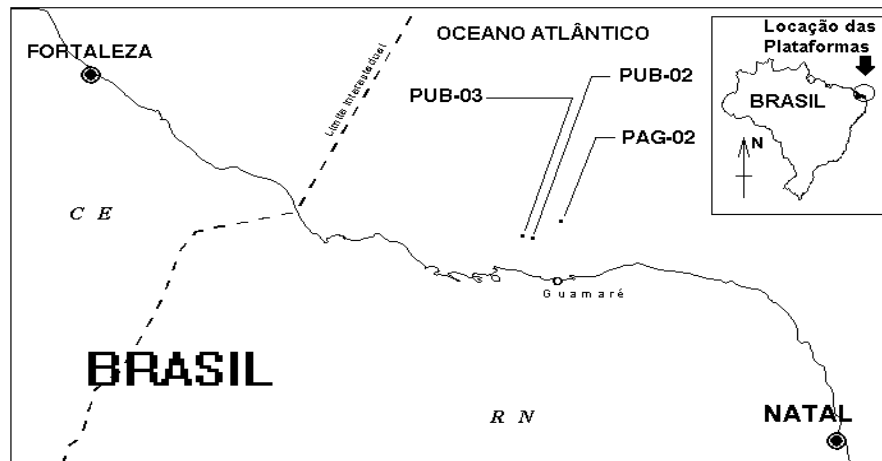 FORTALEZA
OCEANO ATLÂNTICO
Limite Interestadual
PUB-03
PUB-02
PAG-02
Locação das
Plataformas
BRASIL
N
C E
Guamaré
BRASIL
R N
NATAL